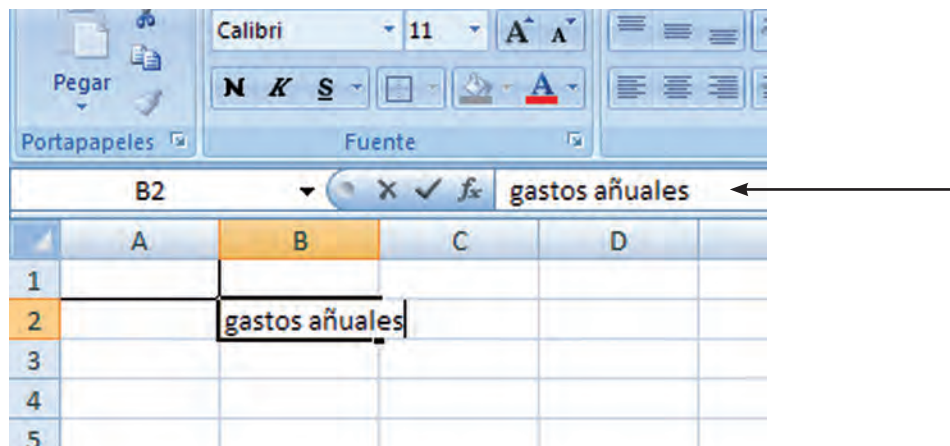 Calibri 11 A A
Pegar
N K S A
Portapapeles Fuente
B2 fx gastos añuales
A B C D
1
2 gastos añuales
3
4
5